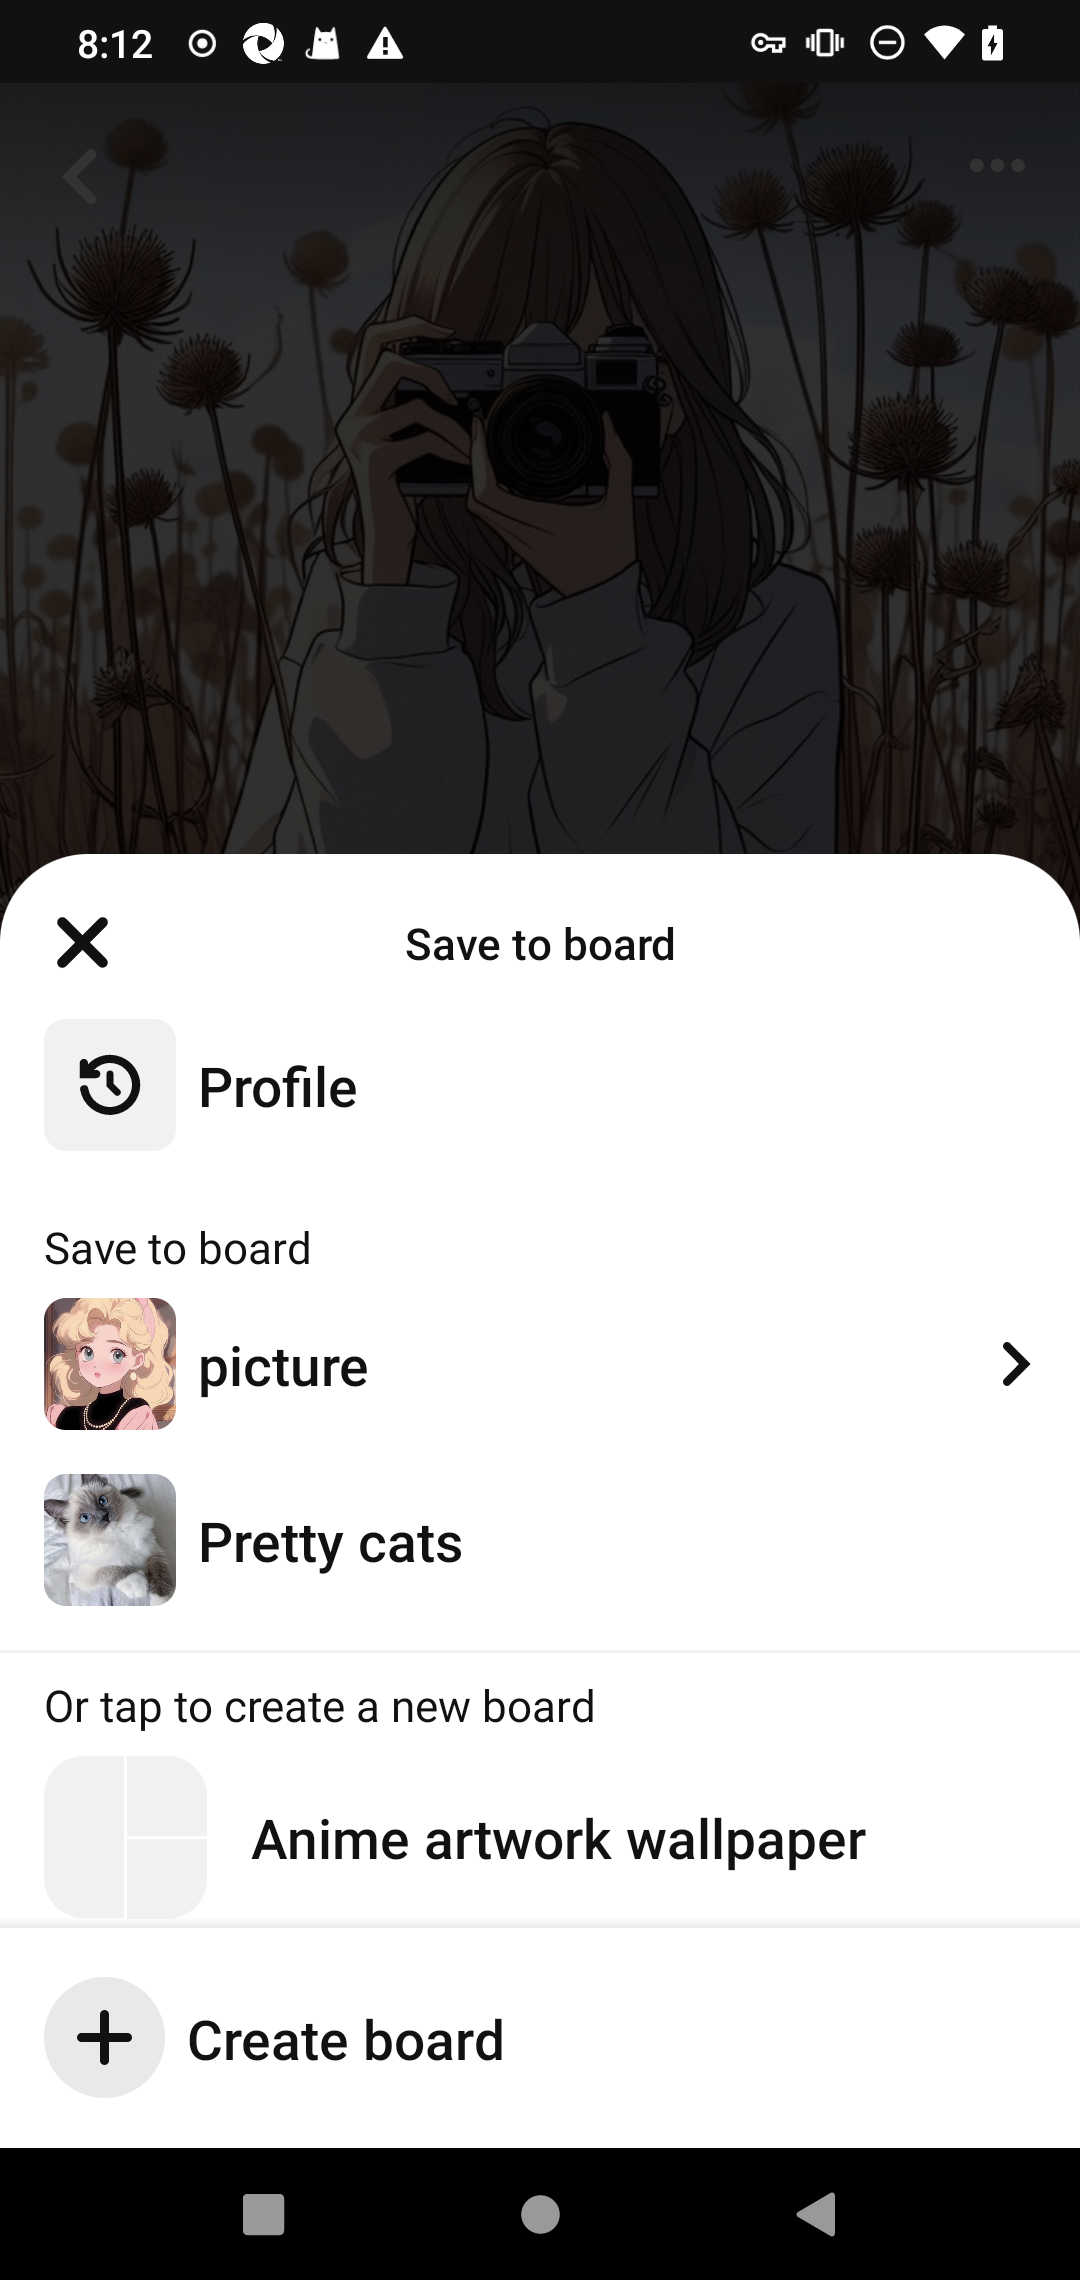 8:12
Save to board
Profile
Save to board
picture
Pretty cats
Or tap to create a new board
Anime artwork wallpaper
Create board